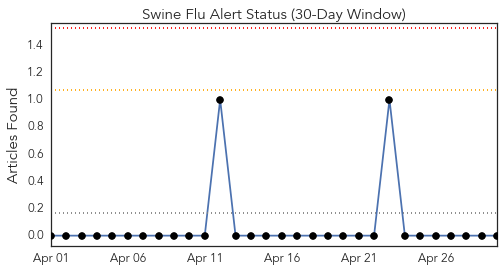 Swine Flu Alert Status (30-Day Window)
Articles Found
1.4
1.2
1.0
0.8
0.6
0.4
0.2
0.0
Apr 01 Apr 06 Apr 11 Apr 16 Apr 21 Apr 26